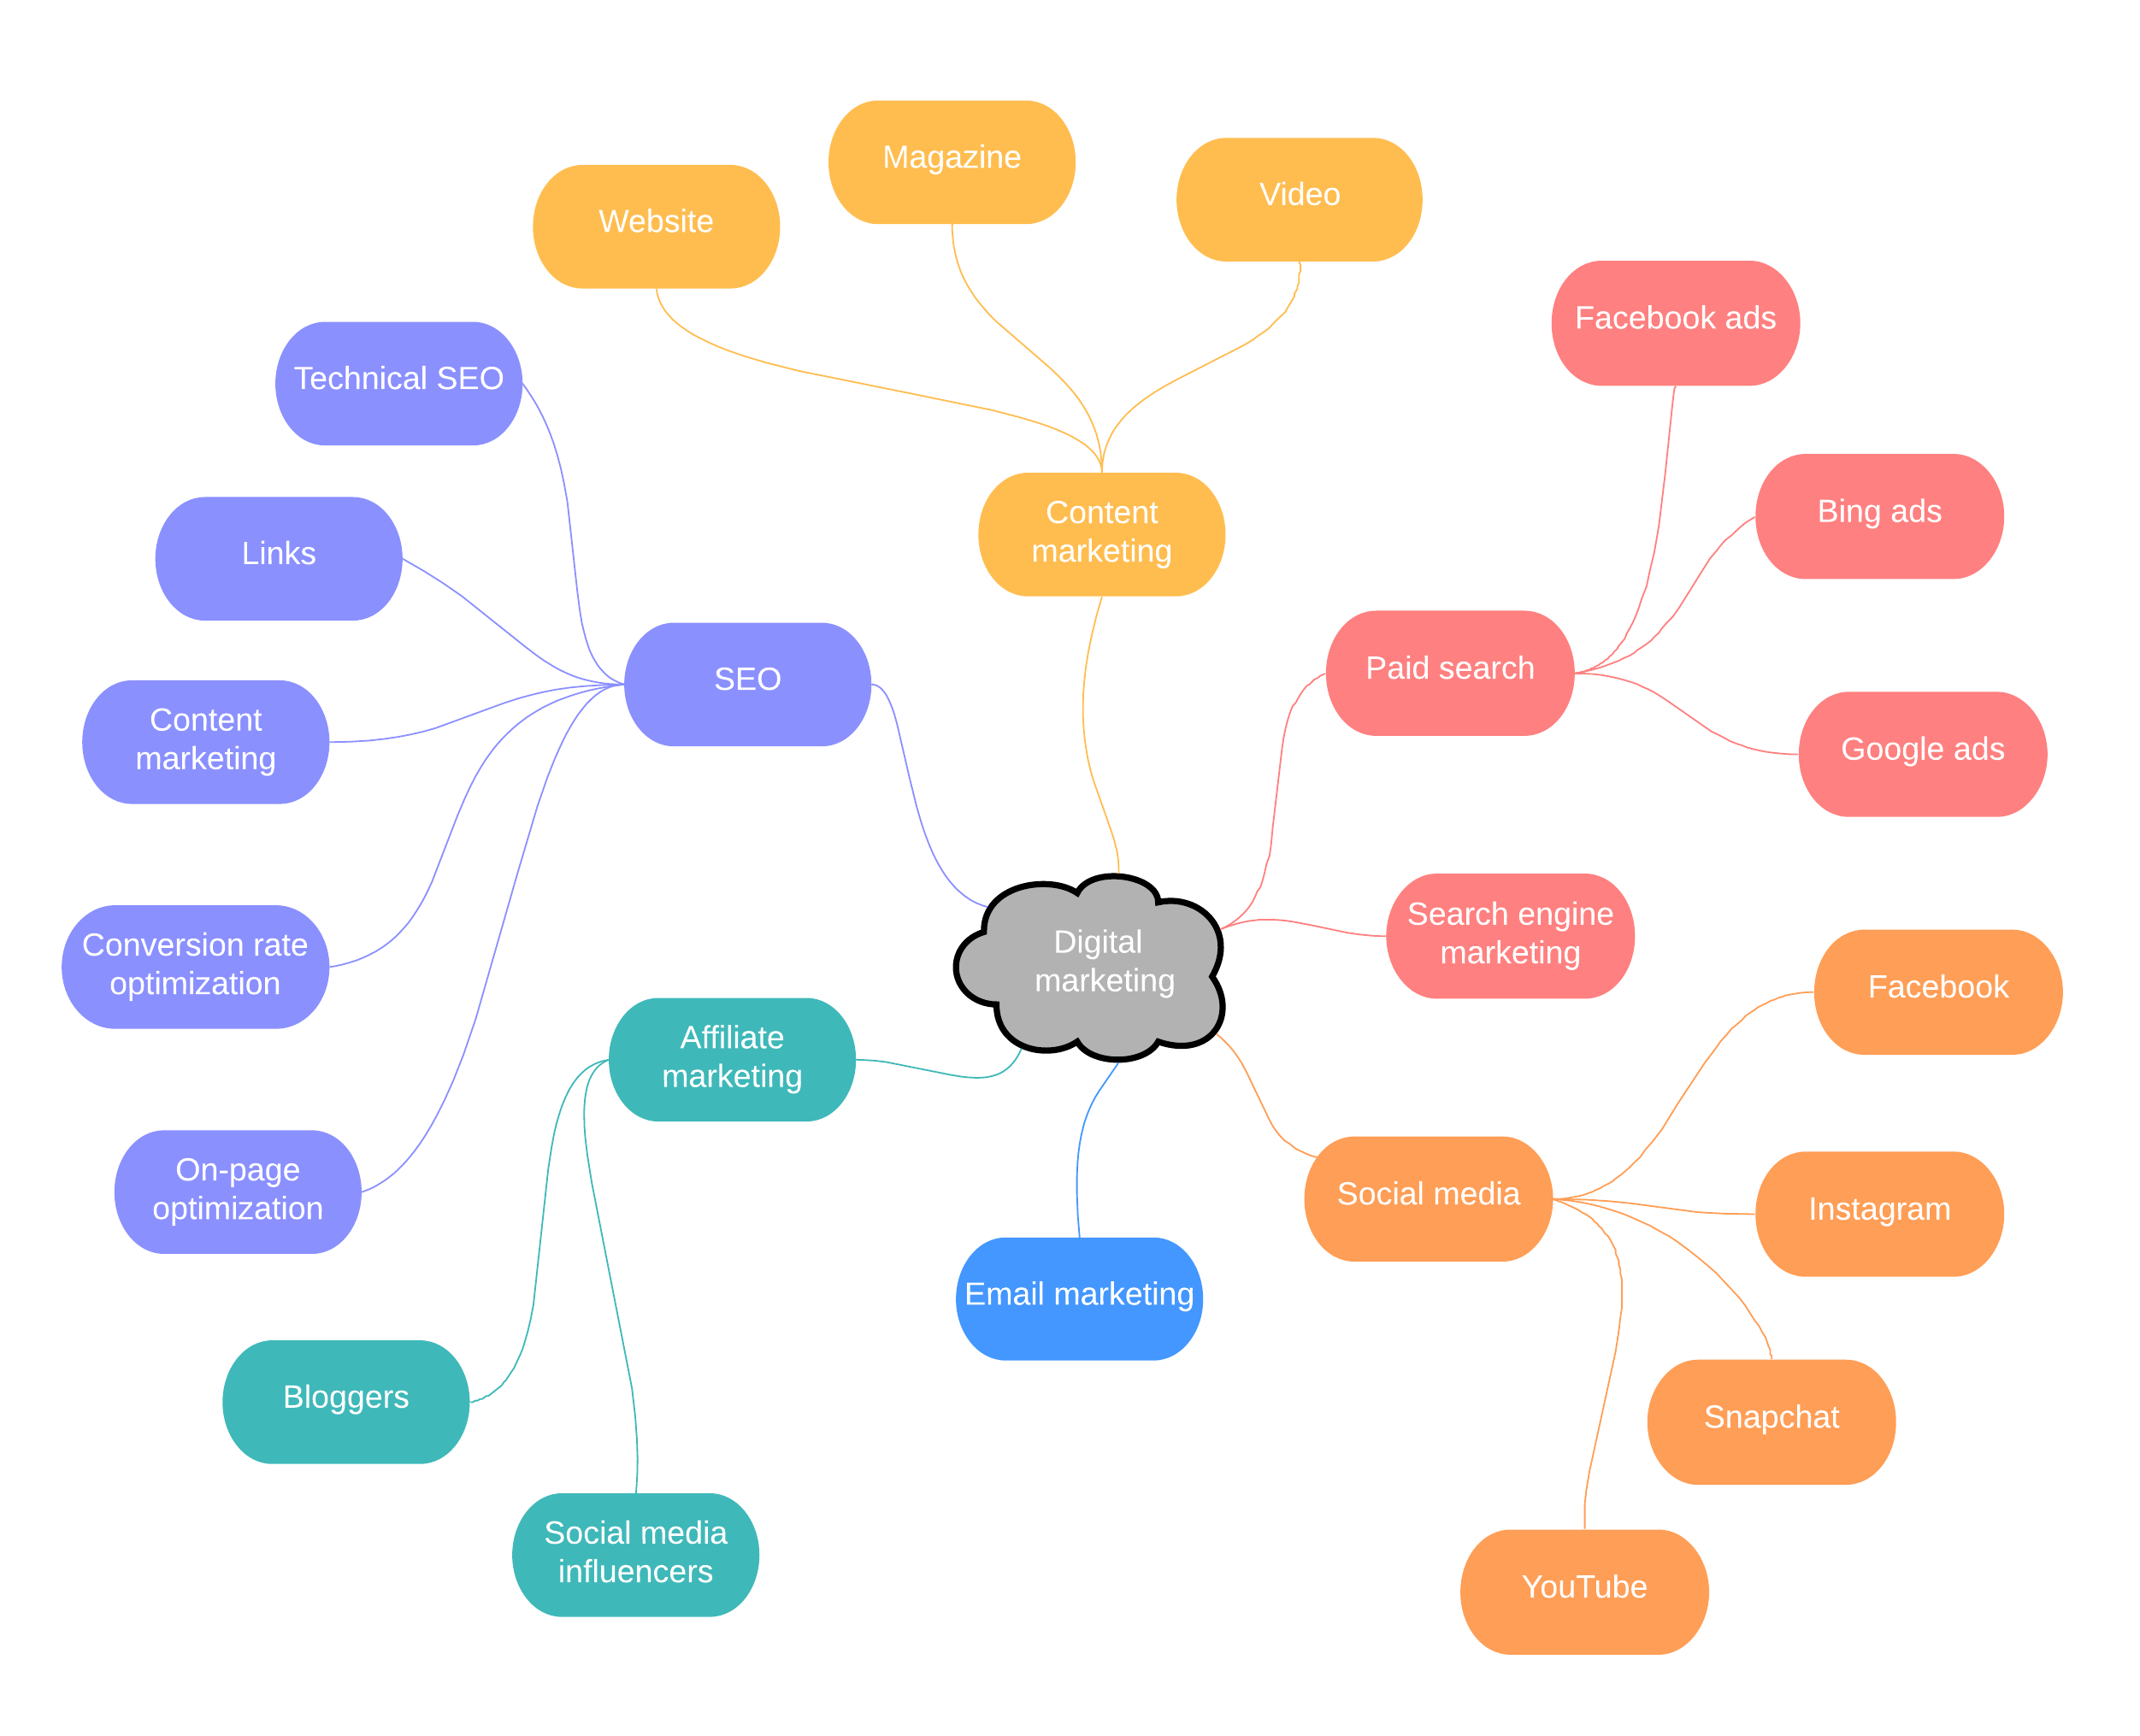 Magazine
Video
Website
Facebook ads
Technical SEO
Content
marketing
Bing ads
Links
Paid search
SEO
Content
marketing
Google ads
Search engine
marketing
Digital
marketing
Conversion rate
optimization
Facebook
Affiliate
marketing
On-page
optimization
Social media
Instagram
Email marketing
Bloggers
Snapchat
Social media
influencers
YouTube